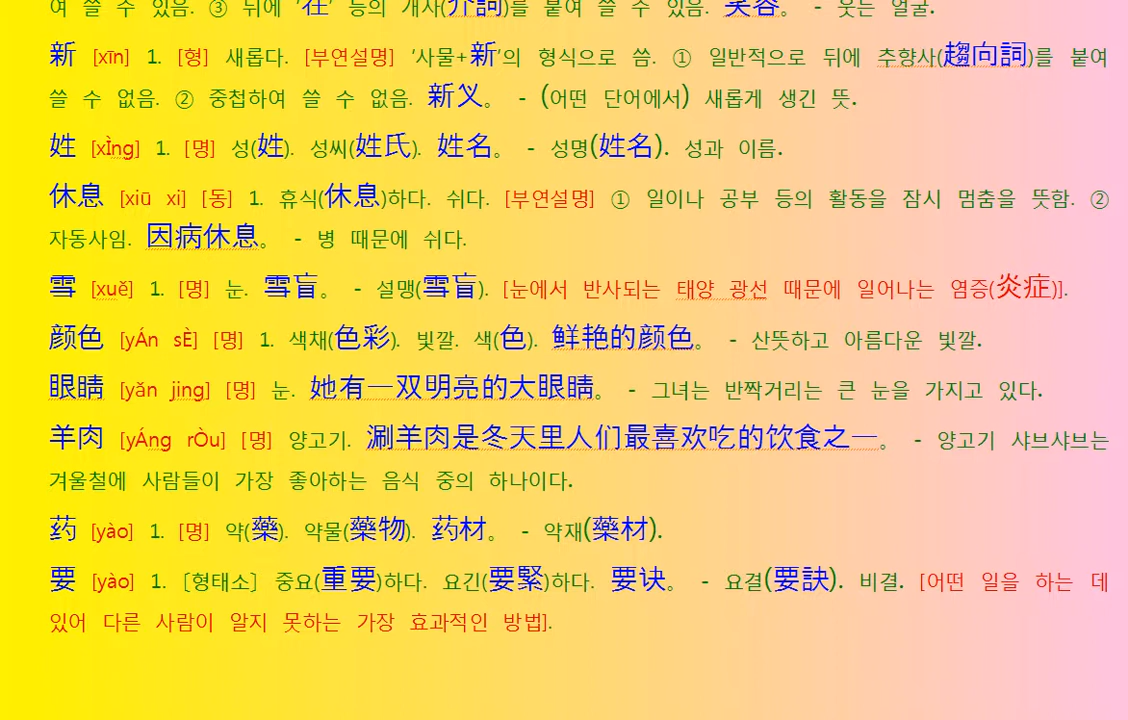 여 쓸 수 있음. ③ 뒤에 '在' 등의 개사(介詞)를 붙여 쓸 수 있음. 笑容。 - 웃는 얼굴.
新 [xīn] 1. [형] 새롭다. [부연설명] '사물+新'의 형식으로 씀. ① 일반적으로 뒤에 추향사(趨向詞)를 붙여
쓸 수 없음. ② 중첩하여 쓸 수 없음. 新义。 - (어떤 단어에서) 새롭게 생긴 뜻.
姓 [xÌng] 1. [명] 성(姓). 성씨(姓氏). 姓名。 - 성명(姓名). 성과 이름.
休息 [xiū xi] [동] 1. 휴식(休息)하다. 쉬다. [부연설명] ① 일이나 공부 등의 활동을 잠시 멈춤을 뜻함. ②
자동사임. 因病休息。 - 병 때문에 쉬다.
雪 [xuě] 1. [명] 눈. 雪盲。 - 설맹(雪盲). [눈에서 반사되는 태양 광선 때문에 일어나는 염증(炎症)].
颜色 [yÁn sÈ] [명] 1. 색채(色彩). 빛깔. 색(色). 鲜艳的颜色。 - 산뜻하고 아름다운 빛깔.
眼睛 [yǎn jing] [명] 눈. 她有一双明亮的大眼睛。 - 그녀는 반짝거리는 큰 눈을 가지고 있다.
羊肉 [yÁng rÒu] [명] 양고기. 涮羊肉是冬天里人们最喜欢吃的饮食之一。 - 양고기 샤브샤브는
겨울철에 사람들이 가장 좋아하는 음식 중의 하나이다.
药 [yào] 1. [명] 약(藥). 약물(藥物). 药材。 - 약재(藥材).
要 [yào] 1. [형태소] 중요(重要)하다. 요긴(要緊)하다. 要诀。 - 요결(要訣). 비결. [어떤 일을 하는 데
있어 다른 사람이 알지 못하는 가장 효과적인 방법].